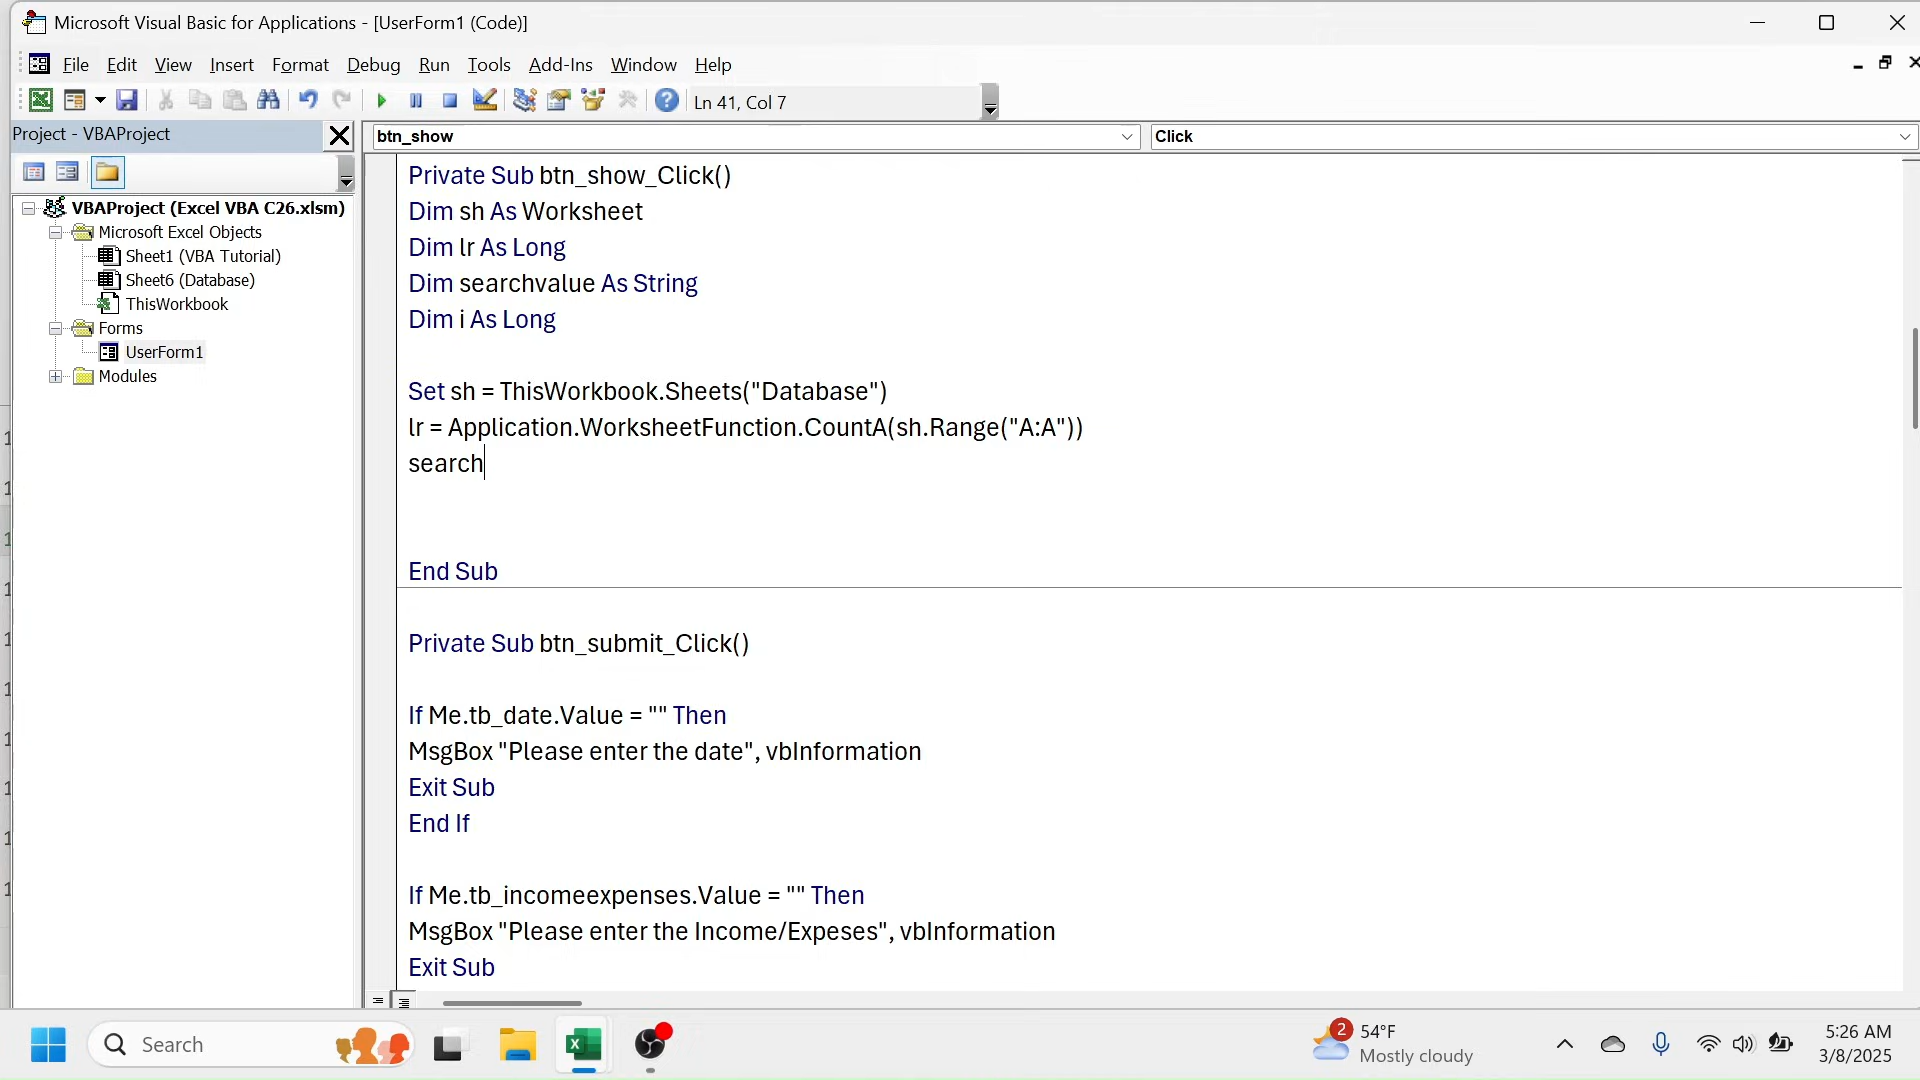 Microsoft Visual Basic for Applications - [UserForm1 (Code)]
File Edit View Insert Format Debug Run Tools Add-Ins Window Help
Ln 41, Col 7
Project - VBAProject
btn_show
Click
VBAProject (Excel VBA C26.xlsm)
Microsoft Excel Objects
Sheet1 (VBA Tutorial)
Sheet6 (Database)
ThisWorkbook
Forms
UserForm1
Modules
Private Sub btn_show_Click()
Dim sh As Worksheet
Dim lr As Long
Dim searchvalue As String
Dim i As Long
Set sh = ThisWorkbook.Sheets("Database")
lr = Application.WorksheetFunction.CountA(sh.Range("A:A"))
search
End Sub
Private Sub btn_submit_Click()
If Me.tb_date.Value = "" Then
MsgBox "Please enter the date", vbInformation
Exit Sub
End If
If Me.tb_incomeexpenses.Value = "" Then
MsgBox "Please enter the Income/Expeses", vbInformation
Exit Sub
Search
2
54°F
Mostly cloudy
5:26 AM
3/8/2025